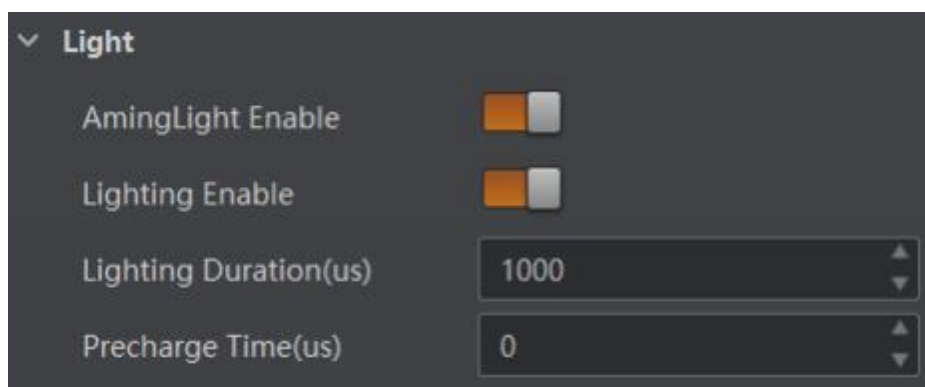 Light
AmingLight Enable
Lighting Enable
Lighting Duration(us) 1000
Precharge Time(us) 0